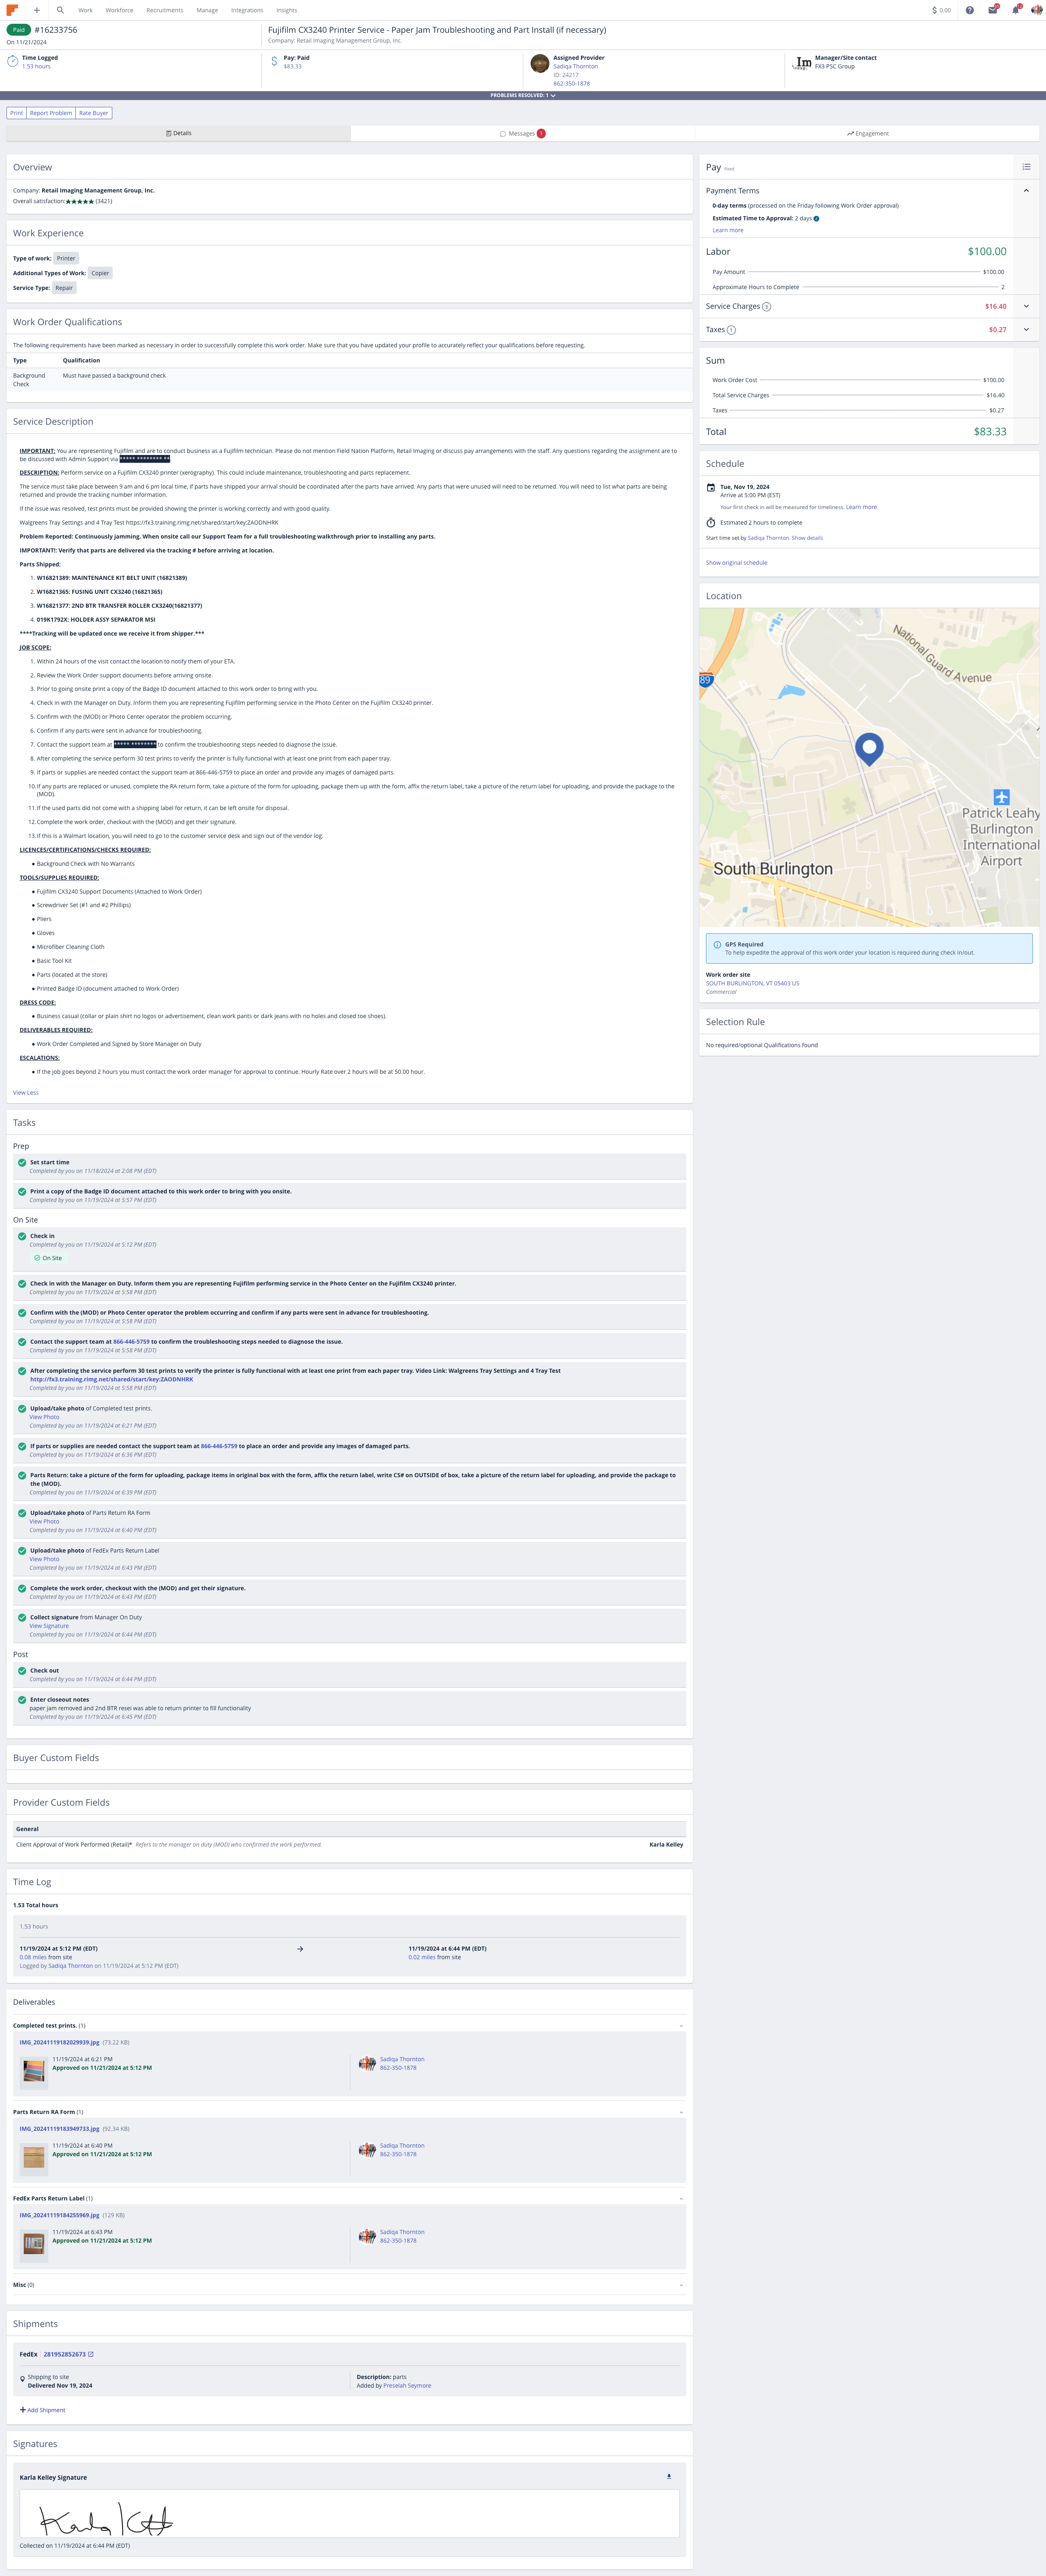 Work
Workforce
Recruitments
Manage
Integrations
Insights
$ 0.00
Paid #16233756
On 11/21/2024
Fujifilm CX3240 Printer Service - Paper Jam Troubleshooting and Part Install (if necessary)
Company: Retail Imaging Management Group, Inc.
Time Logged
1.53 hours
Pay: Paid
$83.33
Assigned Provider
Sadiqa Thornton
ID: 24217
862-350-1878
Manager/Site contact
FX3 PSC Group
PROBLEMS RESOLVED: 1
Print
Report Problem
Rate Buyer
Details
Messages 1
Engagement
Overview
Company: Retail Imaging Management Group, Inc.
Overall satisfaction: ★★★★★ (3421)
Work Experience
Type of work: Printer
Additional Types of Work: Copier
Service Type: Repair
Work Order Qualifications
The following requirements have been marked as necessary in order to successfully complete this work order. Make sure that you have updated your profile to accurately reflect your qualifications before requesting.
Type Qualification
Background Must have passed a background check
Check
Service Description
IMPORTANT: You are representing Fujifilm and are to conduct business as a Fujifilm technician. Please do not mention Field Nation Platform, Retail Imaging or discuss pay arrangements with the staff. Any questions regarding the assignment are to
be discussed with Admin Support via ***** ******** **
DESCRIPTION: Perform service on a Fujifilm CX3240 printer (xerography). This could include maintenance, troubleshooting and parts replacement.
The service must take place between 9 am and 6 pm local time, if parts have shipped your arrival should be coordinated after the parts have arrived. Any parts that were unused will need to be returned. You will need to list what parts are being
returned and provide the tracking number information.
If the issue was resolved, test prints must be provided showing the printer is working correctly and with good quality.
Walgreens Tray Settings and 4 Tray Test https://fx3.training.rimg.net/shared/start/key:ZAODNHRK
Problem Reported: Continuously jamming. When onsite call our Support Team for a full troubleshooting walkthrough prior to installing any parts.
IMPORTANT!: Verify that parts are delivered via the tracking # before arriving at location.
Parts Shipped:
1. W16821389: MAINTENANCE KIT BELT UNIT (16821389)
2. W16821365: FUSING UNIT CX3240 (16821365)
3. W16821377: 2ND BTR TRANSFER ROLLER CX3240(16821377)
4. 019K1792X: HOLDER ASSY SEPARATOR MSI
****Tracking will be updated once we receive it from shipper.***
JOB SCOPE:
1. Within 24 hours of the visit contact the location to notify them of your ETA.
2. Review the Work Order support documents before arriving onsite.
3. Prior to going onsite print a copy of the Badge ID document attached to this work order to bring with you.
4. Check in with the Manager on Duty. Inform them you are representing Fujifilm performing service in the Photo Center on the Fujifilm CX3240 printer.
5. Confirm with the (MOD) or Photo Center operator the problem occurring.
6. Confirm if any parts were sent in advance for troubleshooting.
7. Contact the support team at ***** ******** to confirm the troubleshooting steps needed to diagnose the issue.
8. After completing the service perform 30 test prints to verify the printer is fully functional with at least one print from each paper tray.
9. If parts or supplies are needed contact the support team at 866-446-5759 to place an order and provide any images of damaged parts.
10. If any parts are replaced or unused, complete the RA return form, take a picture of the form for uploading, package them up with the form, affix the return label, take a picture of the return label for uploading, and provide the package to the
(MOD).
11. If the used parts did not come with a shipping label for return, it can be left onsite for disposal.
12. Complete the work order, checkout with the (MOD) and get their signature.
13. If this is a Walmart location, you will need to go to the customer service desk and sign out of the vendor log.
LICENCES/CERTIFICATIONS/CHECKS REQUIRED:
● Background Check with No Warrants
TOOLS/SUPPLIES REQUIRED:
● Fujifilm CX3240 Support Documents (Attached to Work Order)
● Screwdriver Set (#1 and #2 Phillips)
● Pliers
● Gloves
● Microfiber Cleaning Cloth
● Basic Tool Kit
● Parts (located at the store)
● Printed Badge ID (document attached to Work Order)
DRESS CODE:
● Business casual (collar or plain shirt no logos or advertisement, clean work pants or dark jeans with no holes and closed toe shoes).
DELIVERABLES REQUIRED:
● Work Order Completed and Signed by Store Manager on Duty
ESCALATIONS:
● If the job goes beyond 2 hours you must contact the work order manager for approval to continue. Hourly Rate over 2 hours will be at 50.00 hour.
View Less
Tasks
Prep
Set start time
Completed by you on 11/18/2024 at 2:08 PM (EDT)
Print a copy of the Badge ID document attached to this work order to bring with you onsite.
Completed by you on 11/19/2024 at 5:57 PM (EDT)
On Site
Check in
Completed by you on 11/19/2024 at 5:12 PM (EDT)
On Site
Check in with the Manager on Duty. Inform them you are representing Fujifilm performing service in the Photo Center on the Fujifilm CX3240 printer.
Completed by you on 11/19/2024 at 5:58 PM (EDT)
Confirm with the (MOD) or Photo Center operator the problem occurring and confirm if any parts were sent in advance for troubleshooting.
Completed by you on 11/19/2024 at 5:58 PM (EDT)
Contact the support team at 866-446-5759 to confirm the troubleshooting steps needed to diagnose the issue.
Completed by you on 11/19/2024 at 5:58 PM (EDT)
After completing the service perform 30 test prints to verify the printer is fully functional with at least one print from each paper tray. Video Link: Walgreens Tray Settings and 4 Tray Test
http://fx3.training.rimg.net/shared/start/key:ZAODNHRK
Completed by you on 11/19/2024 at 5:58 PM (EDT)
Upload/take photo of Completed test prints.
View Photo
Completed by you on 11/19/2024 at 6:21 PM (EDT)
If parts or supplies are needed contact the support team at 866-446-5759 to place an order and provide any images of damaged parts.
Completed by you on 11/19/2024 at 6:36 PM (EDT)
Parts Return: take a picture of the form for uploading, package items in original box with the form, affix the return label, write CS# on OUTSIDE of box, take a picture of the return label for uploading, and provide the package to
the (MOD).
Completed by you on 11/19/2024 at 6:39 PM (EDT)
Upload/take photo of Parts Return RA Form
View Photo
Completed by you on 11/19/2024 at 6:40 PM (EDT)
Upload/take photo of FedEx Parts Return Label
View Photo
Completed by you on 11/19/2024 at 6:43 PM (EDT)
Complete the work order, checkout with the (MOD) and get their signature.
Completed by you on 11/19/2024 at 6:43 PM (EDT)
Collect signature from Manager On Duty
View Signature
Completed by you on 11/19/2024 at 6:44 PM (EDT)
Post
Check out
Completed by you on 11/19/2024 at 6:44 PM (EDT)
Enter closeout notes
paper jam removed and 2nd BTR resei was able to return printer to fill functionality
Completed by you on 11/19/2024 at 6:45 PM (EDT)
Buyer Custom Fields
Provider Custom Fields
General
Client Approval of Work Performed (Retail)* Refers to the manager on duty (MOD) who confirmed the work performed. Karla Kelley
Time Log
1.53 Total hours
1.53 hours
11/19/2024 at 5:12 PM (EDT) → 11/19/2024 at 6:44 PM (EDT)
0.08 miles from site 0.02 miles from site
Logged by Sadiqa Thornton on 11/19/2024 at 5:12 PM (EDT)
Deliverables
Completed test prints. (1)
IMG_20241119182029939.jpg (73.22 KB)
11/19/2024 at 6:21 PM
Approved on 11/21/2024 at 5:12 PM
Sadiqa Thornton
862-350-1878
Parts Return RA Form (1)
IMG_20241119183949733.jpg (92.34 KB)
11/19/2024 at 6:40 PM
Approved on 11/21/2024 at 5:12 PM
Sadiqa Thornton
862-350-1878
FedEx Parts Return Label (1)
IMG_20241119184255969.jpg (129 KB)
11/19/2024 at 6:43 PM
Approved on 11/21/2024 at 5:12 PM
Sadiqa Thornton
862-350-1878
Misc (0)
Shipments
FedEx 281952852673
Shipping to site
Delivered Nov 19, 2024
Description: parts
Added by Preselah Seymore
Add Shipment
Signatures
Karla Kelley Signature
Collected on 11/19/2024 at 6:44 PM (EDT)
Pay Fixed
Payment Terms
0-day terms (processed on the Friday following Work Order approval)
Estimated Time to Approval: 2 days
Learn more
Labor $100.00
Pay Amount $100.00
Approximate Hours to Complete 2
Service Charges 3 $16.40
Taxes 1 $0.27
Sum
Work Order Cost $100.00
Total Service Charges $16.40
Taxes $0.27
Total $83.33
Schedule
Tue, Nov 19, 2024
Arrive at 5:00 PM (EST)
Your first check in will be measured for timeliness. Learn more
Estimated 2 hours to complete
Start time set by Sadiqa Thornton. Show details
Show original schedule
Location
National Guard Avenue
89
Patrick Leahy
Burlington
International
Airport
South Burlington
GPS Required
To help expedite the approval of this work order your location is required during check in/out.
Work order site
SOUTH BURLINGTON, VT 05403 US
Commercial
Selection Rule
No required/optional Qualifications found